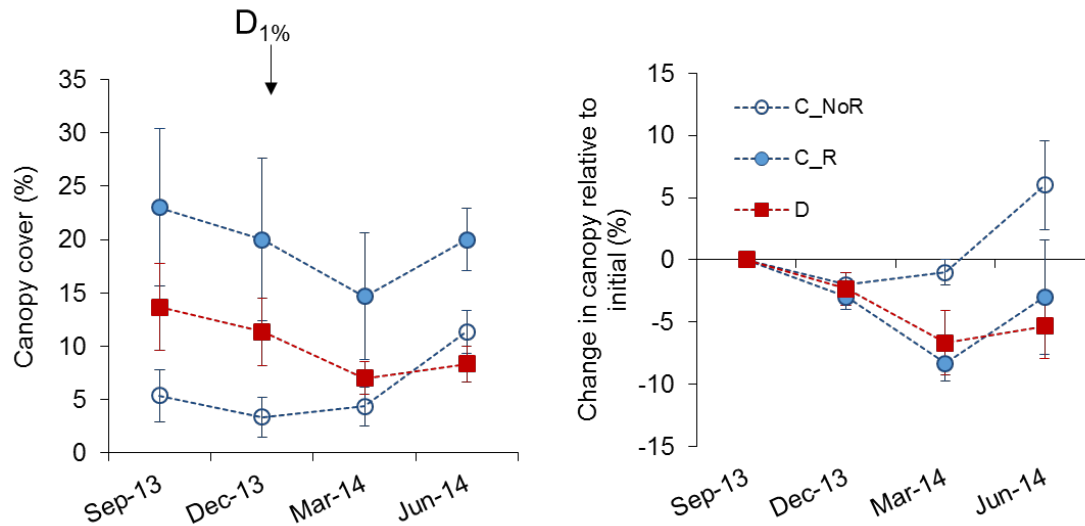 D1%
Canopy cover (%)
35
30
25
20
15
10
5
0
Sep-13
Dec-13
Mar-14
Jun-14
Change in canopy relative to
initial (%)
15
10
5
0
-5
-10
-15
C_NoR
C_R
D
Sep-13
Dec-13
Mar-14
Jun-14